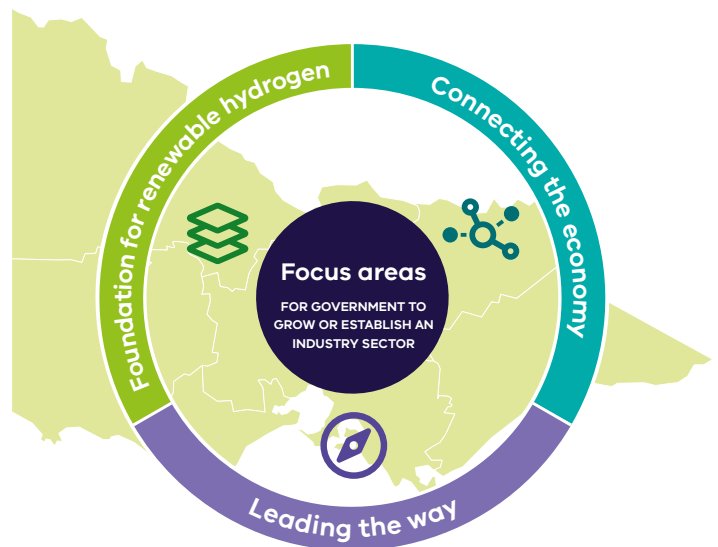 Foundation for renewable hydrogen
Connecting the economy
Focus areas
FOR GOVERNMENT TO
GROW OR ESTABLISH AN
INDUSTRY SECTOR
Leading the way